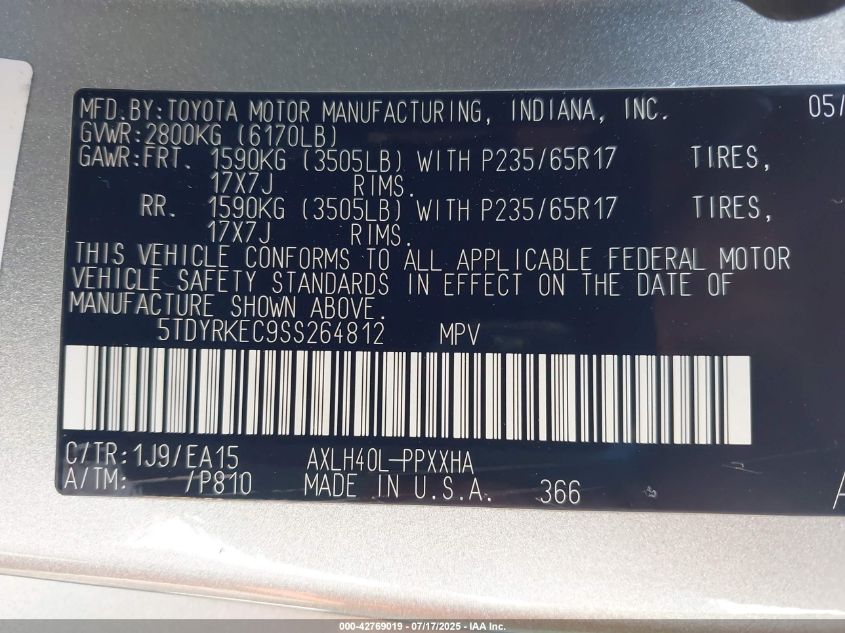 MFD.BY:TOYOTA MOTOR MANUFACTURING, INDIANA, INC. 05/
GVWR:2800KG (6170LB)
GAWR:FRT. 1590KG (3505LB) WITH P235/65R17 TIRES,
17X7J RIMS.
RR. 1590KG (3505LB) WITH P235/65R17 TIRES,
17X7J RIMS.
THIS VEHICLE CONFORMS TO ALL APPLICABLE FEDERAL MOTOR
VEHICLE SAFETY STANDARDS IN EFFECT ON THE DATE OF
MANUFACTURE SHOWN ABOVE.
5TDYRKEC9SS264812 MPV
C/TR:1J9/EA15 AXLH40L-PPXXHA
A/TM: /P810 MADE IN U.S.A. 366 A
000-42769019 - 07/17/2025 - IAA Inc.